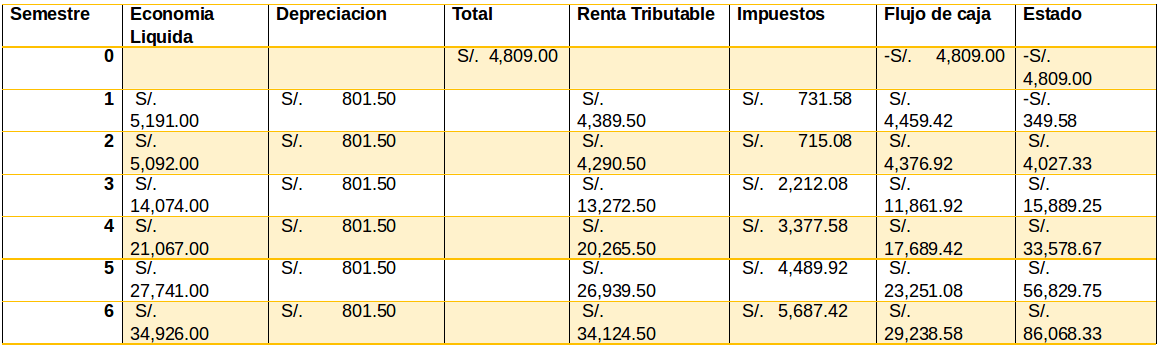 Semestre Economia Liquida Depreciacion Total Renta Tributable Impuestos Flujo de caja Estado
0 S/. 4,809.00 -S/. 4,809.00 -S/. 4,809.00
1 S/. 5,191.00 S/. 801.50 S/. 4,389.50 S/. 731.58 S/. 4,459.42 -S/. 349.58
2 S/. 5,092.00 S/. 801.50 S/. 4,290.50 S/. 715.08 S/. 4,376.92 S/. 4,027.33
3 S/. 14,074.00 S/. 801.50 S/. 13,272.50 S/. 2,212.08 S/. 11,861.92 S/. 15,889.25
4 S/. 21,067.00 S/. 801.50 S/. 20,265.50 S/. 3,377.58 S/. 17,689.42 S/. 33,578.67
5 S/. 27,741.00 S/. 801.50 S/. 26,939.50 S/. 4,489.92 S/. 23,251.08 S/. 56,829.75
6 S/. 34,926.00 S/. 801.50 S/. 34,124.50 S/. 5,687.42 S/. 29,238.58 S/. 86,068.33